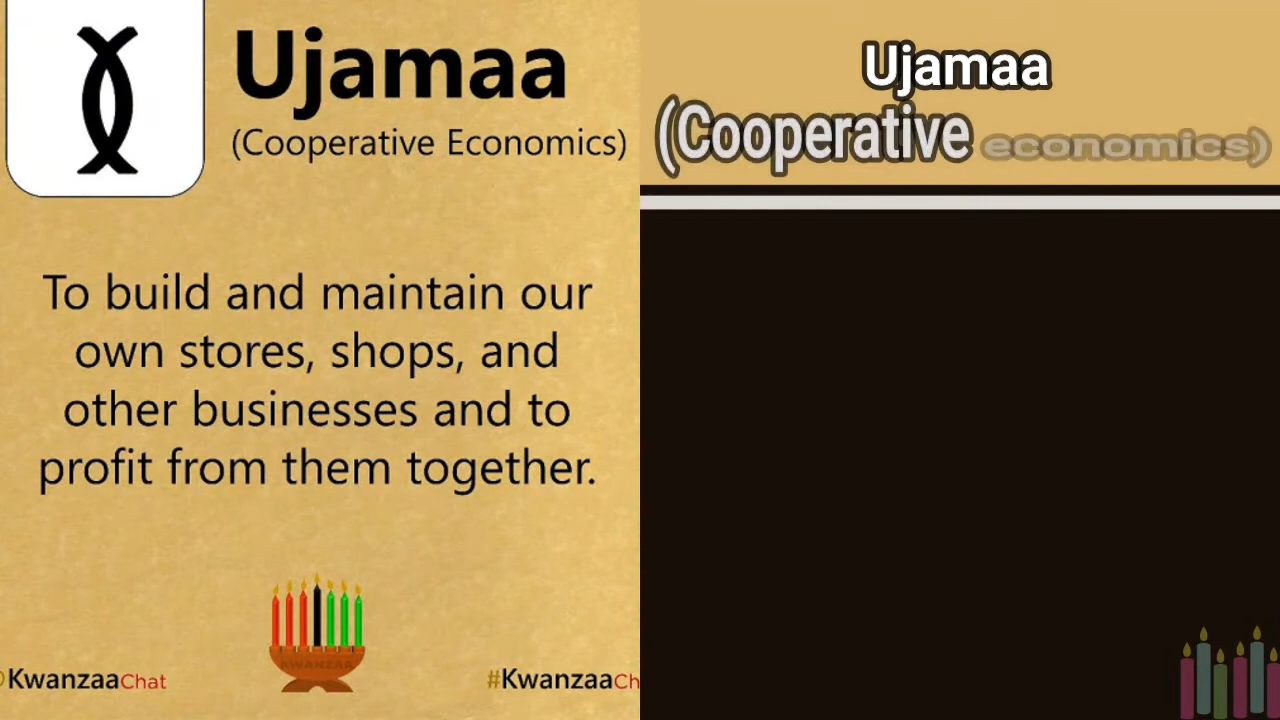 Ujamaa
(Cooperative Economics)
To build and maintain our
own stores, shops, and
other businesses and to
profit from them together.
KWANZAA
@KwanzaaChat
#KwanzaaCh
Ujamaa
(Cooperative economics)